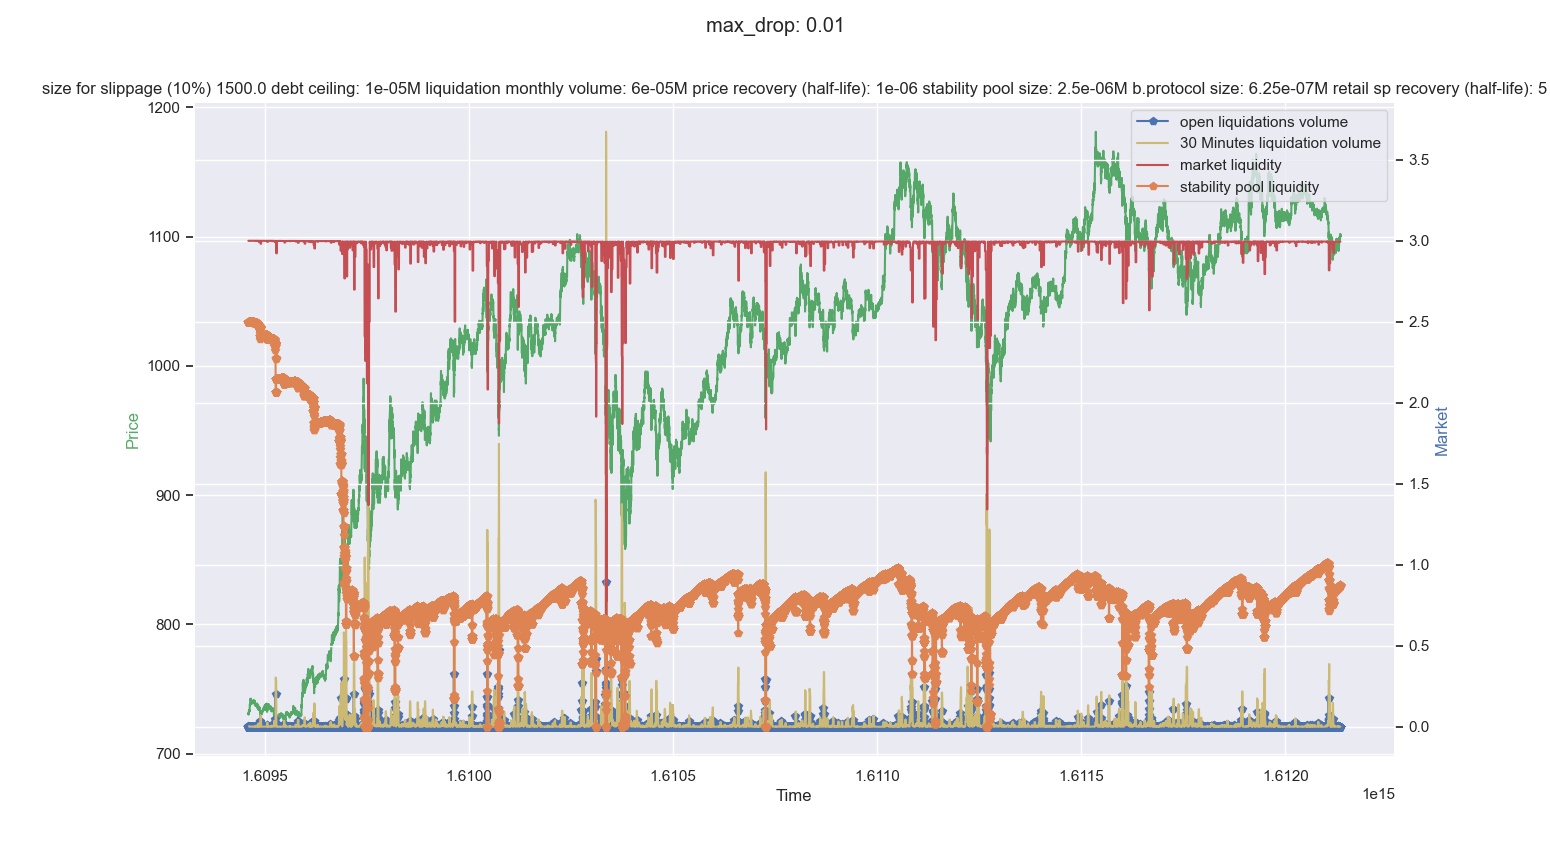 max_drop: 0.01
size for slippage (10%) 1500.0 debt ceiling: 1e-05M liquidation monthly volume: 6e-05M price recovery (half-life): 1e-06 stability pool size: 2.5e-06M b.protocol size: 6.25e-07M retail sp recovery (half-life): 5
open liquidations volume
30 Minutes liquidation volume
market liquidity
stability pool liquidity
1200
1100
1000
900
800
700
Price
3.5
3.0
2.5
2.0
1.5
1.0
0.5
0.0
Market
1.6095 1.6100 1.6105 1.6110 1.6115 1.6120
1e15
Time